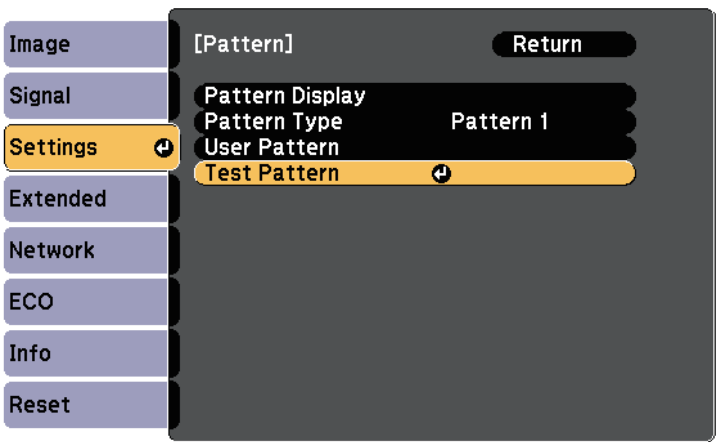 Image
Signal
Settings
Extended
Network
ECO
Info
Reset
[Pattern] Return
Pattern Display
Pattern Type Pattern 1
User Pattern
Test Pattern